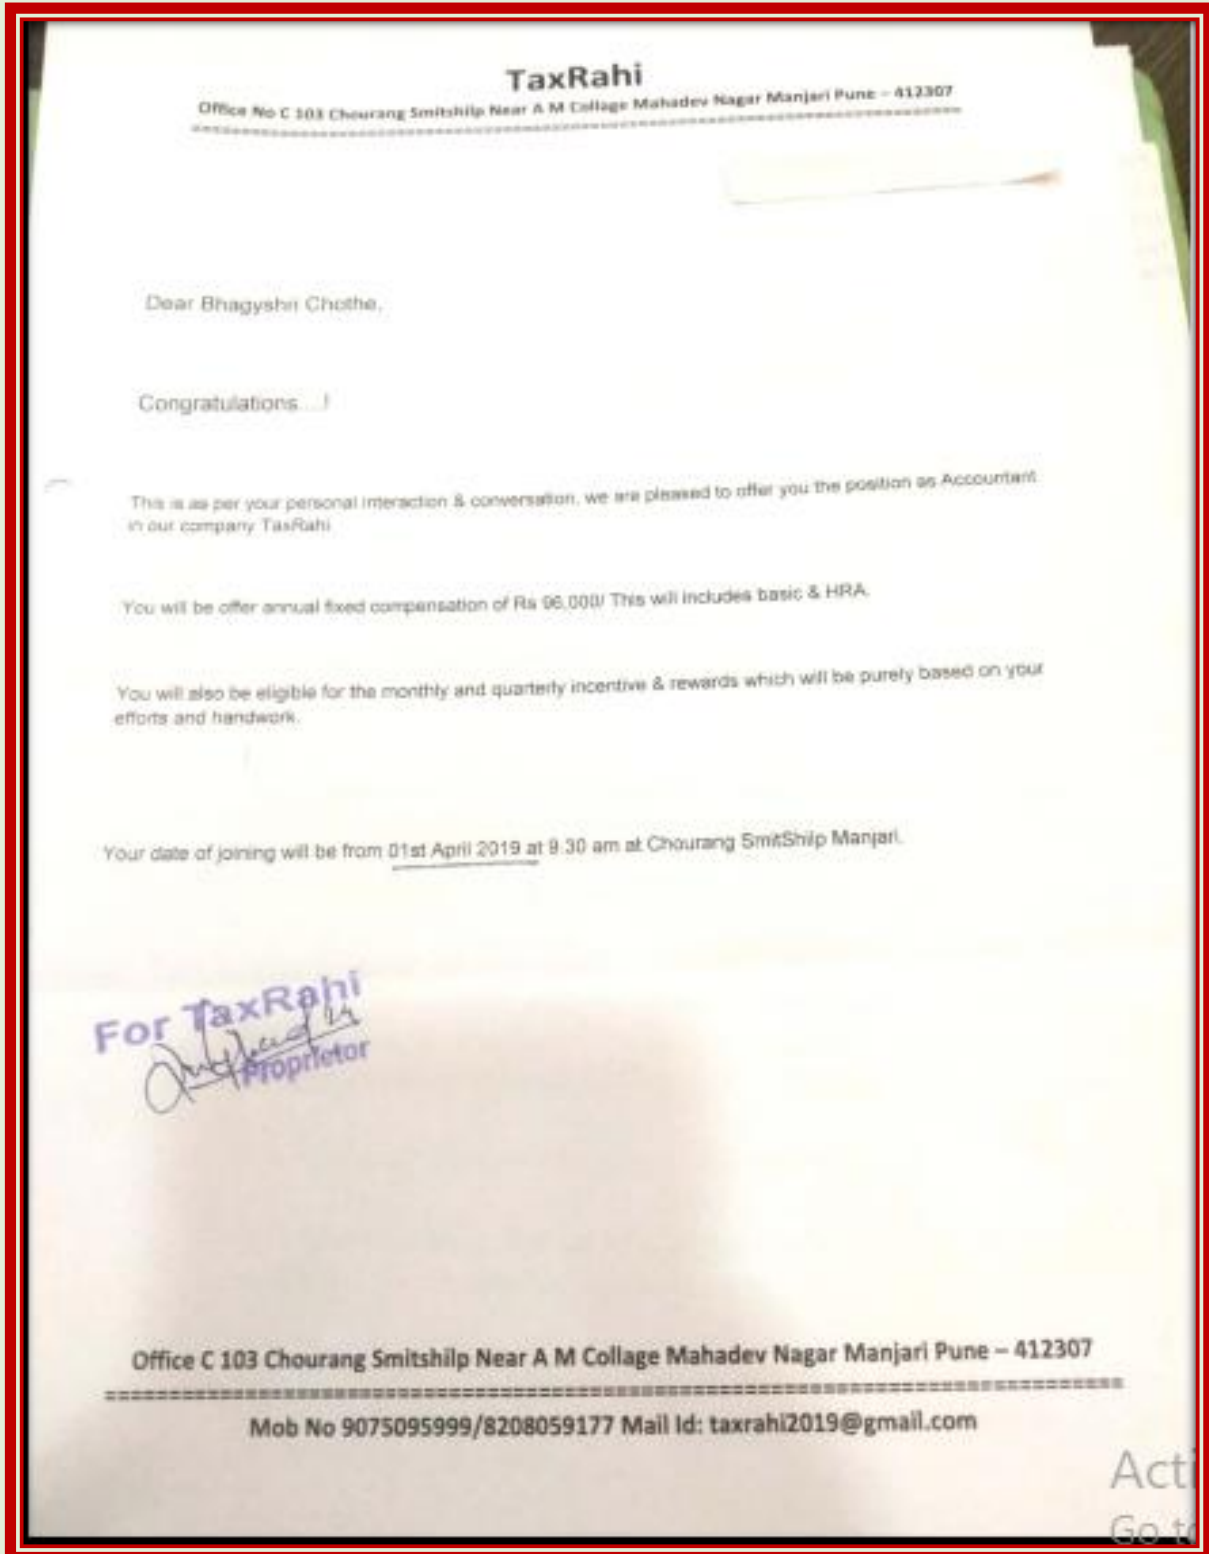 TaxRahi
Office No C 103 Chourang Smitshilp Near A M Collage Mahadev Nagar Manjari Pune – 412307
Dear Bhagyshri Chothe,
Congratulations....!
This is as per your personal interaction & conversation, we are pleased to offer you the position as Accountant
in our company TaxRahi
You will be offer annual fixed compensation of Rs 96,000/ This will includes basic & HRA.
You will also be eligible for the monthly and quarterly incentive & rewards which will be purely based on your
efforts and handwork.
Your date of joining will be from 01st April 2019 at 9.30 am at Chourang SmitShilp Manjari.
For TaxRahi
Proprietor
Office C 103 Chourang Smitshilp Near A M Collage Mahadev Nagar Manjari Pune – 412307
Mob No 9075095999/8208059177 Mail Id: taxrahi2019@gmail.com
Acti
Go to